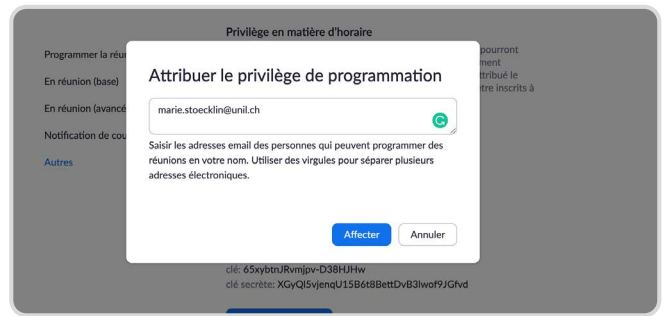 Privilège en matière d'horaire
Programmer la réu
pourront
ment
En réunion (base)
ttribué le
tre inscrits à
En réunion (avancé
Notification de cou
Autres
Attribuer le privilège de programmation
marie.stoecklin@unil.ch
Saisir les adresses email des personnes qui peuvent programmer des
réunions en votre nom. Utiliser des virgules pour séparer plusieurs
adresses électroniques.
Affecter Annuler
clé: 65xybtnJRvmjpv-D38HJHw
clé secrète: XGyQl5vjenqU15B6t8BettDvB3lwof9JGfvd